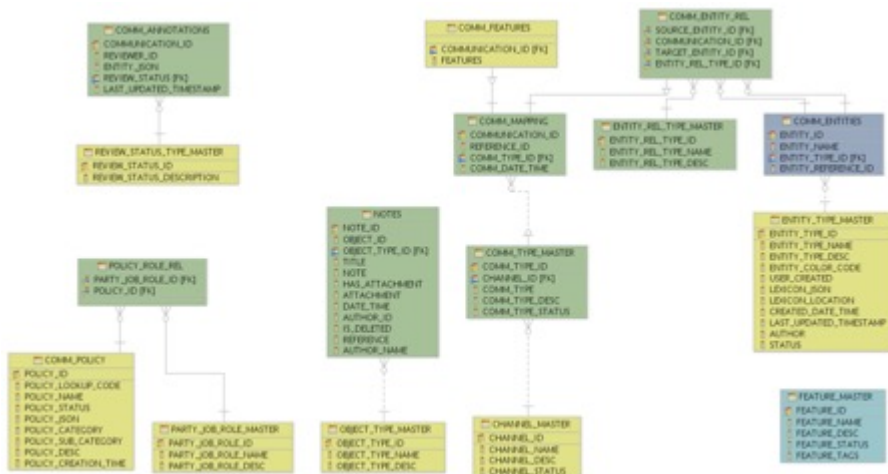 COMM_ANNOTATIONS
COMMUNICATION_ID
REVIEWER_ID
ENTITY_JSON
REVIEW_STATUS [FK]
LAST_UPDATED_TIMESTAMP
REVIEW_STATUS_TYPE_MASTER
REVIEW_STATUS_ID
REVIEW_STATUS_DESCRIPTION
COMM_FEATURES
COMMUNICATION_ID [FK]
FEATURES
COMM_ENTITY_REL
SOURCE_ENTITY_ID [FK]
COMMUNICATION_ID [FK]
TARGET_ENTITY_ID [FK]
ENTITY_REL_TYPE_ID [FK]
COMM_MAPPING
COMMUNICATION_ID
REFERENCE_ID
COMM_TYPE_ID [FK]
COMM_DATE_TIME
ENTITY_REL_TYPE_MASTER
ENTITY_REL_TYPE_ID
ENTITY_REL_TYPE_NAME
ENTITY_REL_TYPE_DESC
COMM_ENTITIES
ENTITY_ID
ENTITY_NAME
ENTITY_TYPE_ID [FK]
ENTITY_REFERENCE_ID
NOTES
NOTE_ID
OBJECT_ID
OBJECT_TYPE_ID [FK]
TITLE
NOTE
HAS_ATTACHMENT
ATTACHMENT
DATE_TIME
AUTHOR_ID
IS_DELETED
REFERENCE
AUTHOR_NAME
COMM_TYPE_MASTER
COMM_TYPE_ID
CHANNEL_ID [FK]
COMM_TYPE
COMM_TYPE_DESC
COMM_TYPE_STATUS
ENTITY_TYPE_MASTER
ENTITY_TYPE_ID
ENTITY_TYPE_NAME
ENTITY_TYPE_DESC
ENTITY_COLOR_CODE
USER_CREATED
LEXICON_JSON
LEXICON_LOCATION
CREATED_DATE_TIME
LAST_UPDATED_TIMESTAMP
AUTHOR
STATUS
POLICY_ROLE_REL
PARTY_JOB_ROLE_ID [FK]
POLICY_ID [FK]
COMM_POLICY
POLICY_ID
POLICY_LOOKUP_CODE
POLICY_NAME
POLICY_STATUS
POLICY_JSON
POLICY_CATEGORY
POLICY_SUB_CATEGORY
POLICY_DESC
POLICY_CREATION_TIME
PARTY_JOB_ROLE_MASTER
PARTY_JOB_ROLE_ID
PARTY_JOB_ROLE_NAME
PARTY_JOB_ROLE_DESC
OBJECT_TYPE_MASTER
OBJECT_TYPE_ID
OBJECT_TYPE_NAME
OBJECT_TYPE_DESC
CHANNEL_MASTER
CHANNEL_ID
CHANNEL_NAME
CHANNEL_DESC
CHANNEL_STATUS
FEATURE_MASTER
FEATURE_ID
FEATURE_NAME
FEATURE_DESC
FEATURE_STATUS
FEATURE_TAGS